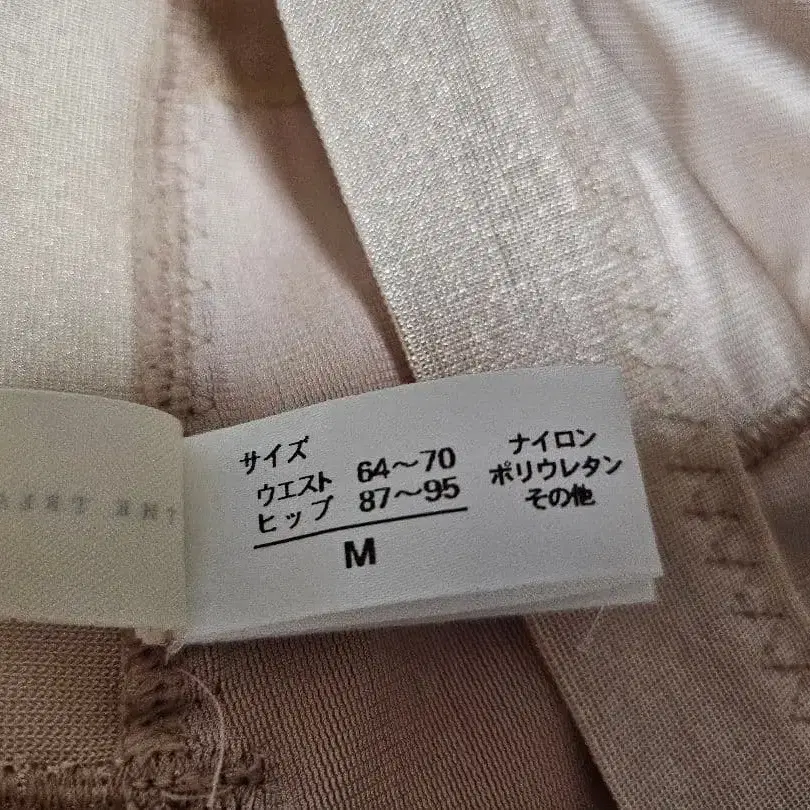 サイズ
ウエスト 64～70
ヒップ 87～95
M
ナイロン
ポリウレタン
その他